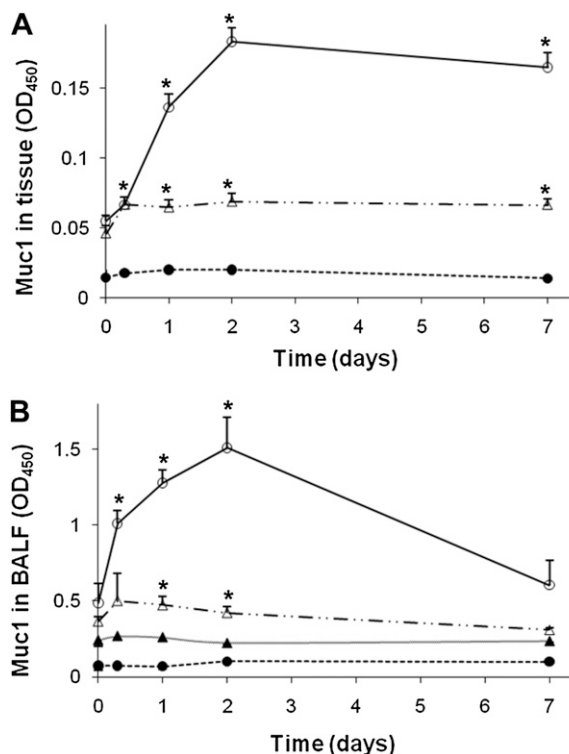 A
Muc1 in tissue (OD450)
0.15
0.1
0.05
0
* * * *
* * *
0 1 2 3 4 5 6 7
Time (days)
B
Muc1 in BALF (OD450)
1.5
1
0.5
0
* * *
* *
0 1 2 3 4 5 6 7
Time (days)